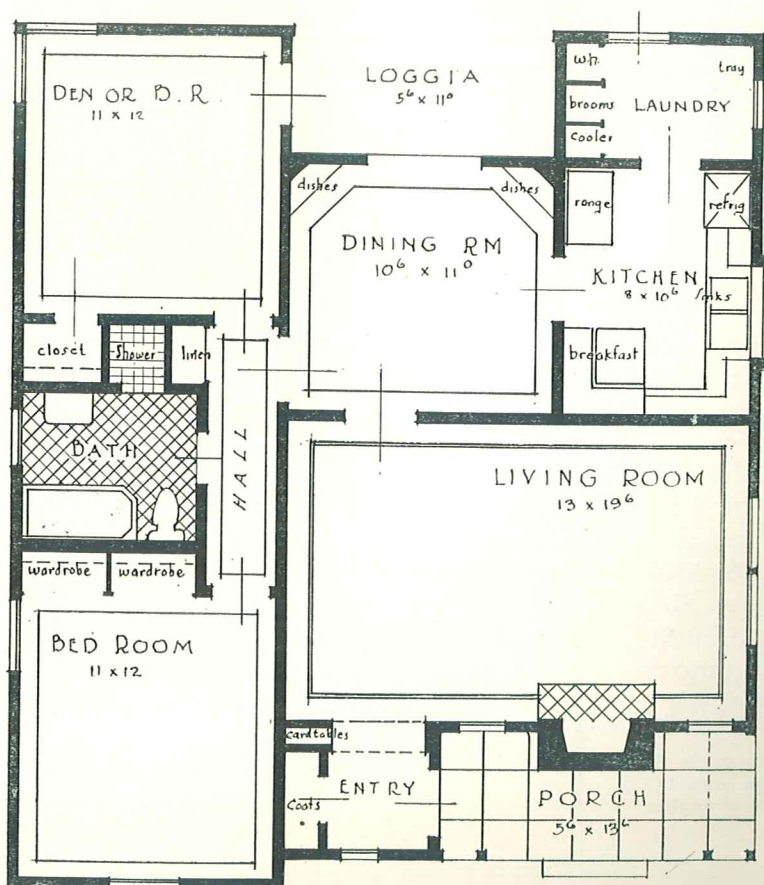 DEN OR B.R.
11 x 12
LOGGIA
5⁶ x 11⁰
w.h.
tray
brooms
LAUNDRY
cooler
dishes
dishes
range
refrig
DINING RM
10⁶ x 11⁰
KITCHEN
8 x 10⁶
sinks
closet
shower
linen
breakfast
BATH
HALL
LIVING ROOM
13 x 19⁶
wardrobe
wardrobe
BED ROOM
11 x 12
cardtables
ENTRY
coats
PORCH
5⁶ x 13⁶